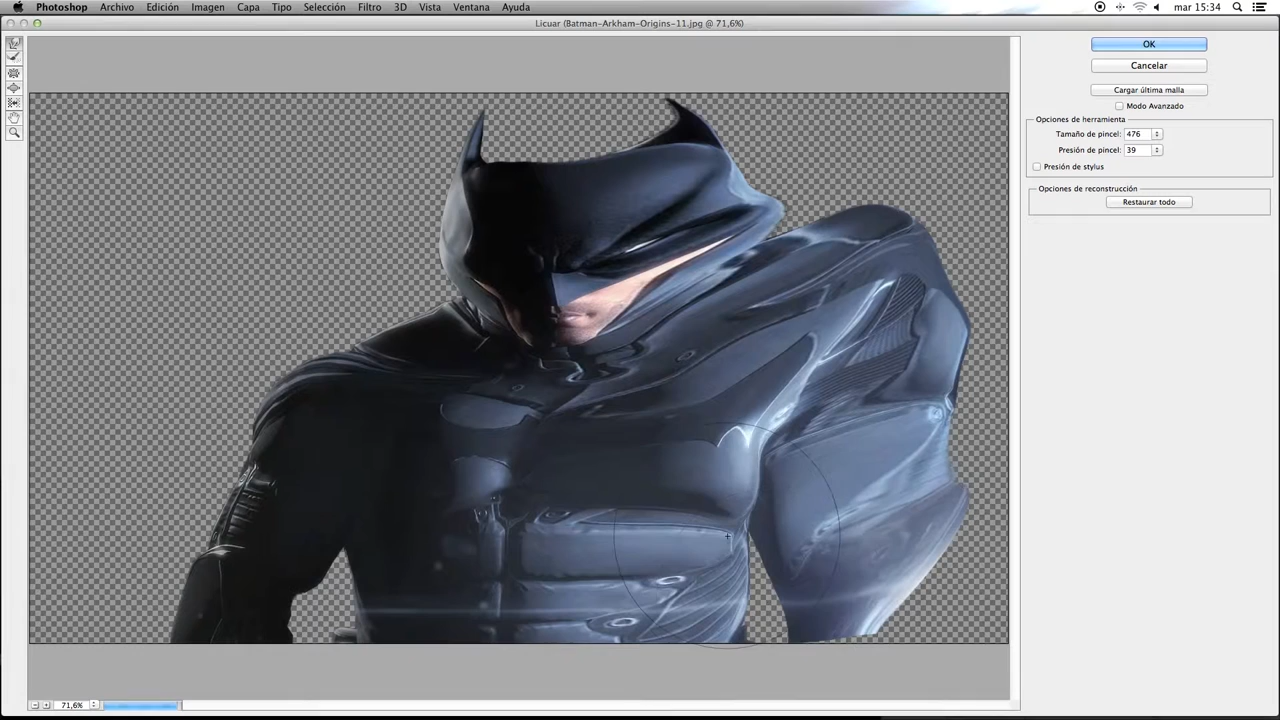 Photoshop Archivo Edición Imagen Capa Tipo Selección Filtro 3D Vista Ventana Ayuda mar 15:34
Licuar (Batman-Arkham-Origins-11.jpg @ 71,6%)
OK
Cancelar
Cargar última malla
Modo Avanzado
Opciones de herramienta
Tamaño de pincel: 476
Presión de pincel: 39
Presión de stylus
Opciones de reconstrucción
Restaurar todo
71,6%